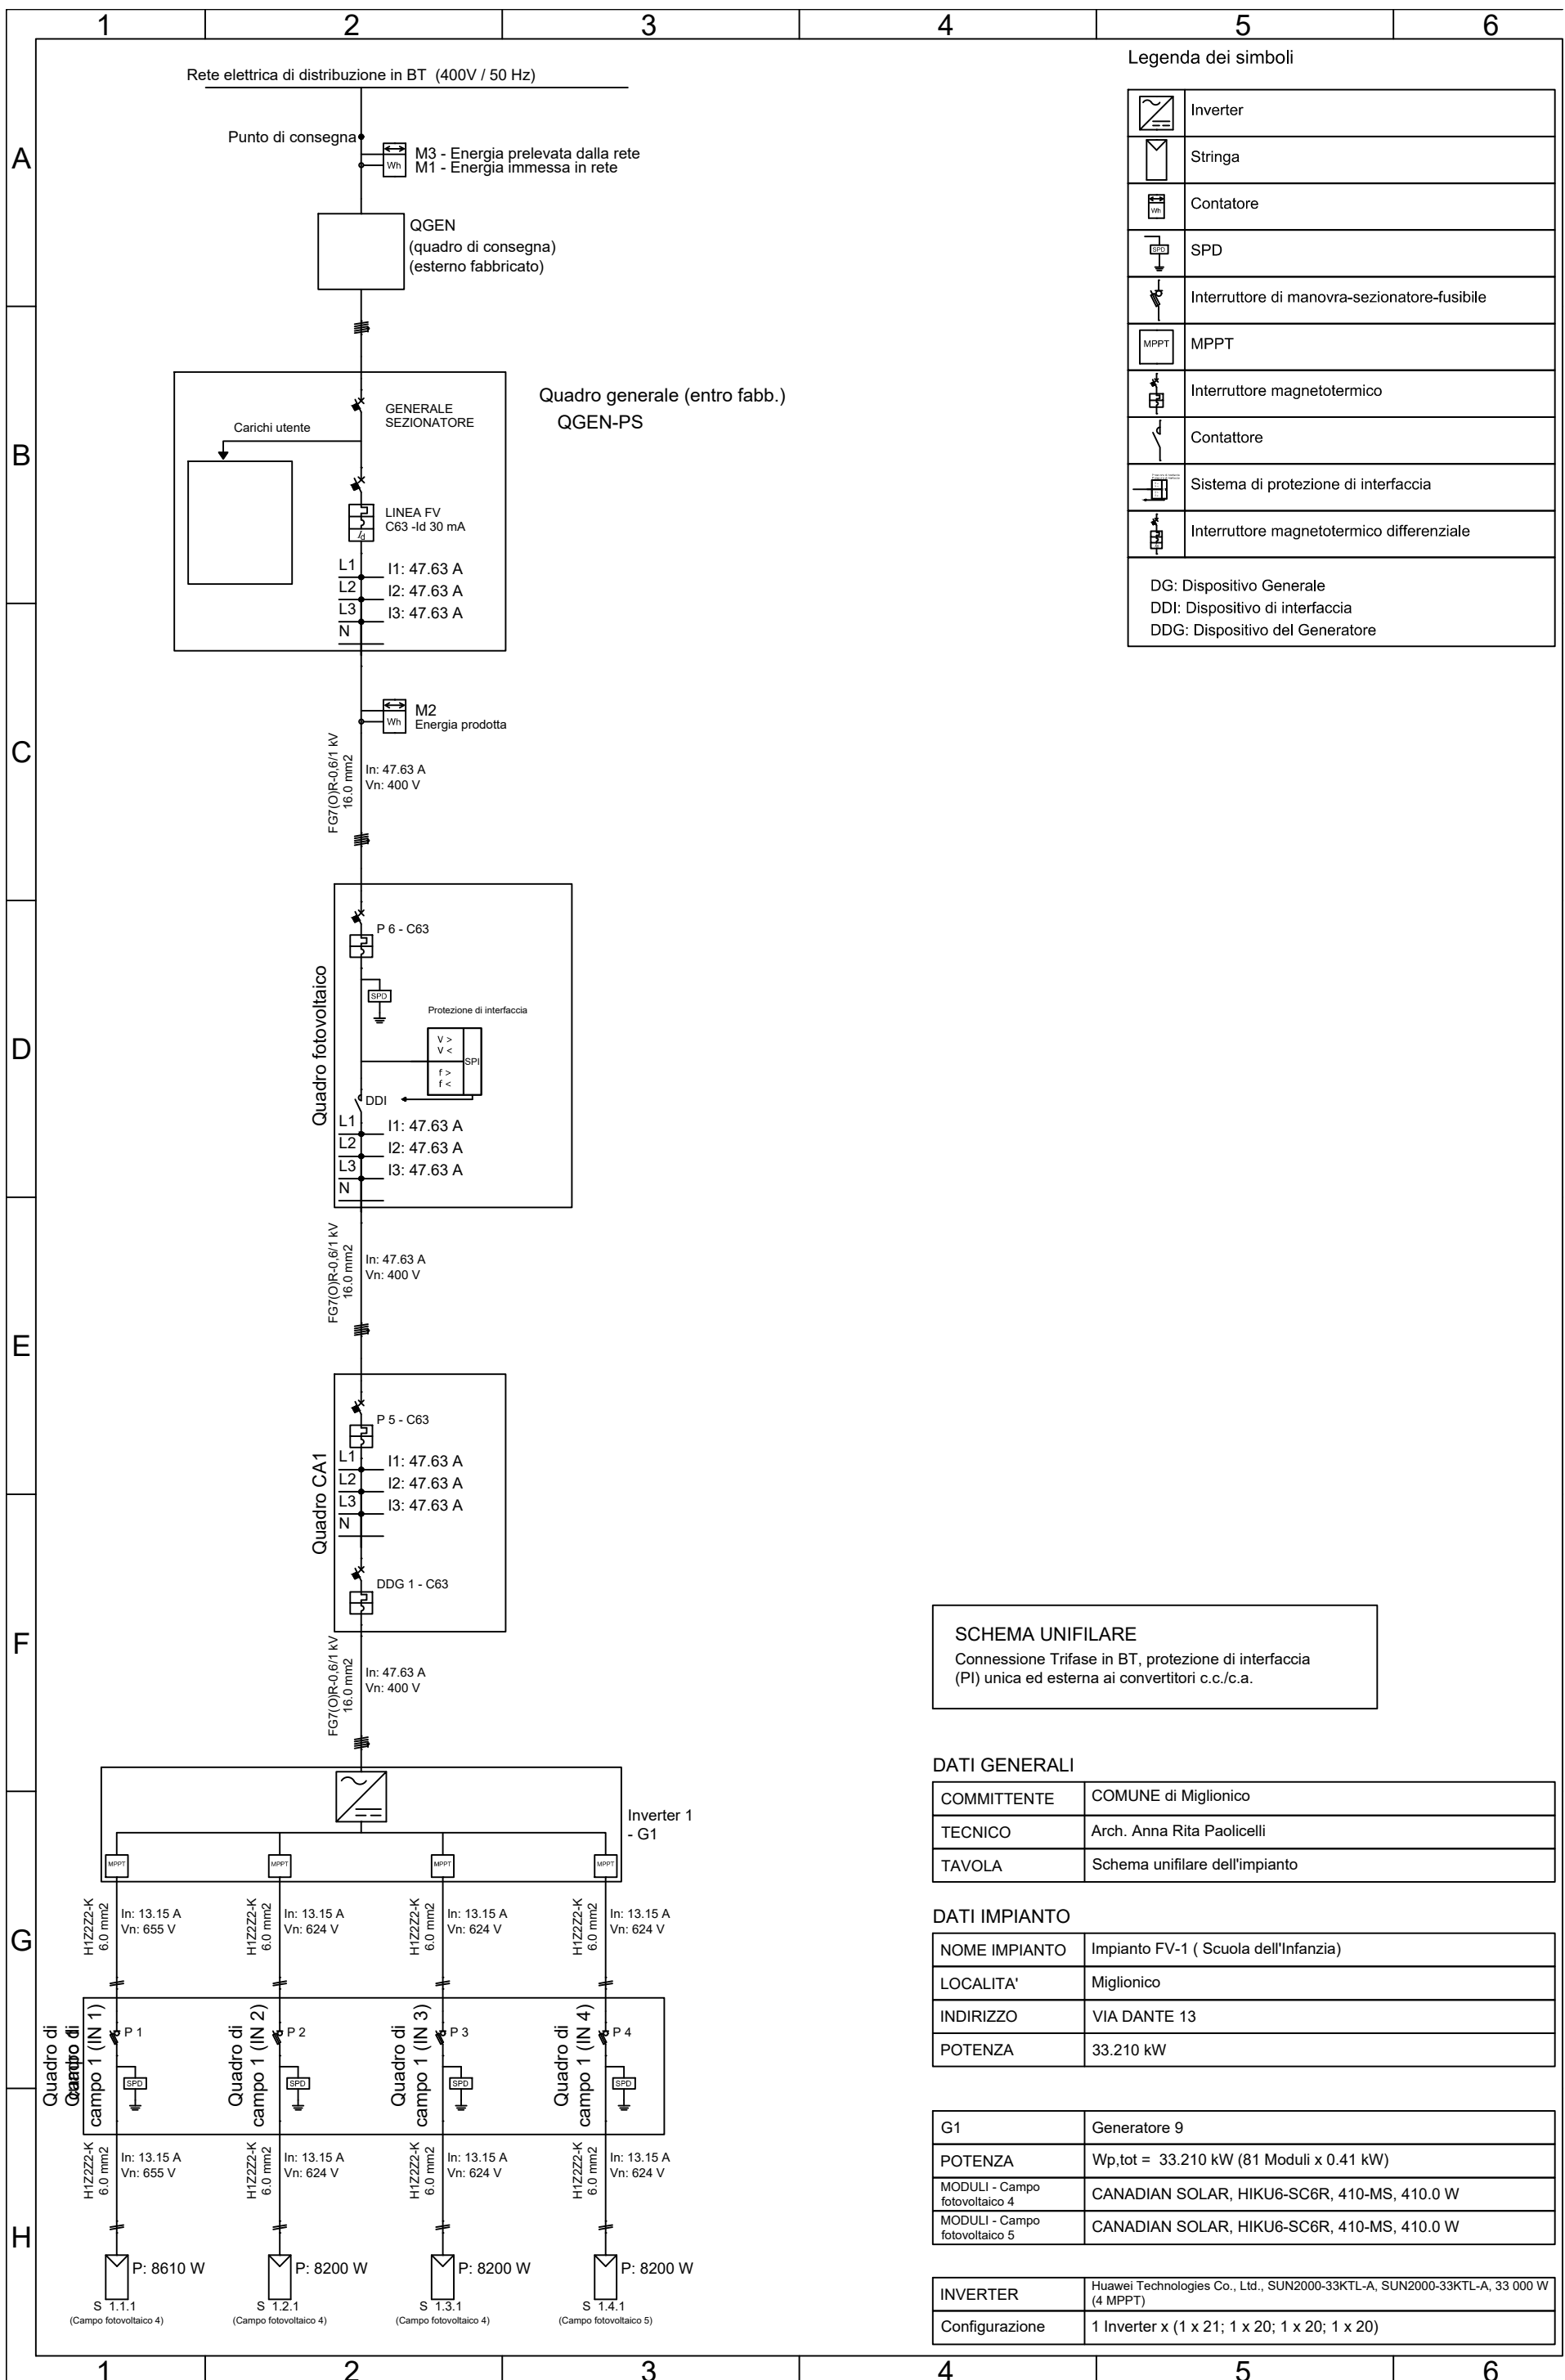 1 2 3 4 5 6
Rete elettrica di distribuzione in BT (400V / 50 Hz)
Punto di consegna
Wh
M3 - Energia prelevata dalla rete
M1 - Energia immessa in rete
QGEN
(quadro di consegna)
(esterno fabbricato)
A
B
C
D
E
F
G
H
Quadro generale (entro fabb.)
QGEN-PS
GENERALE
SEZIONATORE
Carichi utente
LINEA FV
C63 -Id 30 mA
Id
L1 I1: 47.63 A
L2 I2: 47.63 A
L3 I3: 47.63 A
N
Wh
M2
Energia prodotta
FG7(O)R-0,6/1 kV
16.0 mm2
In: 47.63 A
Vn: 400 V
Quadro fotovoltaico
P 6 - C63
SPD
Protezione di interfaccia
V >
V <
f >
f <
SPI
DDI
L1 I1: 47.63 A
L2 I2: 47.63 A
L3 I3: 47.63 A
N
FG7(O)R-0,6/1 kV
16.0 mm2
In: 47.63 A
Vn: 400 V
Quadro CA1
P 5 - C63
L1 I1: 47.63 A
L2 I2: 47.63 A
L3 I3: 47.63 A
N
DDG 1 - C63
FG7(O)R-0,6/1 kV
16.0 mm2
In: 47.63 A
Vn: 400 V
Inverter 1
- G1
MPPT MPPT MPPT MPPT
H1Z2Z2-K
6.0 mm2
In: 13.15 A
Vn: 655 V
H1Z2Z2-K
6.0 mm2
In: 13.15 A
Vn: 624 V
H1Z2Z2-K
6.0 mm2
In: 13.15 A
Vn: 624 V
H1Z2Z2-K
6.0 mm2
In: 13.15 A
Vn: 624 V
Quadro di
Quadro di
campo 1 (IN 1)
P 1
SPD
Quadro di
campo 1 (IN 2)
P 2
SPD
Quadro di
campo 1 (IN 3)
P 3
SPD
Quadro di
campo 1 (IN 4)
P 4
SPD
H1Z2Z2-K
6.0 mm2
In: 13.15 A
Vn: 655 V
H1Z2Z2-K
6.0 mm2
In: 13.15 A
Vn: 624 V
H1Z2Z2-K
6.0 mm2
In: 13.15 A
Vn: 624 V
H1Z2Z2-K
6.0 mm2
In: 13.15 A
Vn: 624 V
P: 8610 W
S 1.1.1
(Campo fotovoltaico 4)
P: 8200 W
S 1.2.1
(Campo fotovoltaico 4)
P: 8200 W
S 1.3.1
(Campo fotovoltaico 4)
P: 8200 W
S 1.4.1
(Campo fotovoltaico 5)
Legenda dei simboli
Inverter
Stringa
Wh Contatore
SPD SPD
Interruttore di manovra-sezionatore-fusibile
MPPT MPPT
Interruttore magnetotermico
Contattore
Sistema di protezione di interfaccia
Interruttore magnetotermico differenziale
DG: Dispositivo Generale
DDI: Dispositivo di interfaccia
DDG: Dispositivo del Generatore
SCHEMA UNIFILARE
Connessione Trifase in BT, protezione di interfaccia
(PI) unica ed esterna ai convertitori c.c./c.a.
DATI GENERALI
COMMITTENTE COMUNE di Miglionico
TECNICO Arch. Anna Rita Paolicelli
TAVOLA Schema unifilare dell'impianto
DATI IMPIANTO
NOME IMPIANTO Impianto FV-1 ( Scuola dell'Infanzia)
LOCALITA' Miglionico
INDIRIZZO VIA DANTE 13
POTENZA 33.210 kW
G1 Generatore 9
POTENZA Wp,tot = 33.210 kW (81 Moduli x 0.41 kW)
MODULI - Campo
fotovoltaico 4
CANADIAN SOLAR, HIKU6-SC6R, 410-MS, 410.0 W
MODULI - Campo
fotovoltaico 5
CANADIAN SOLAR, HIKU6-SC6R, 410-MS, 410.0 W
INVERTER
Huawei Technologies Co., Ltd., SUN2000-33KTL-A, SUN2000-33KTL-A, 33 000 W
(4 MPPT)
Configurazione 1 Inverter x (1 x 21; 1 x 20; 1 x 20; 1 x 20)
1 2 3 4 5 6